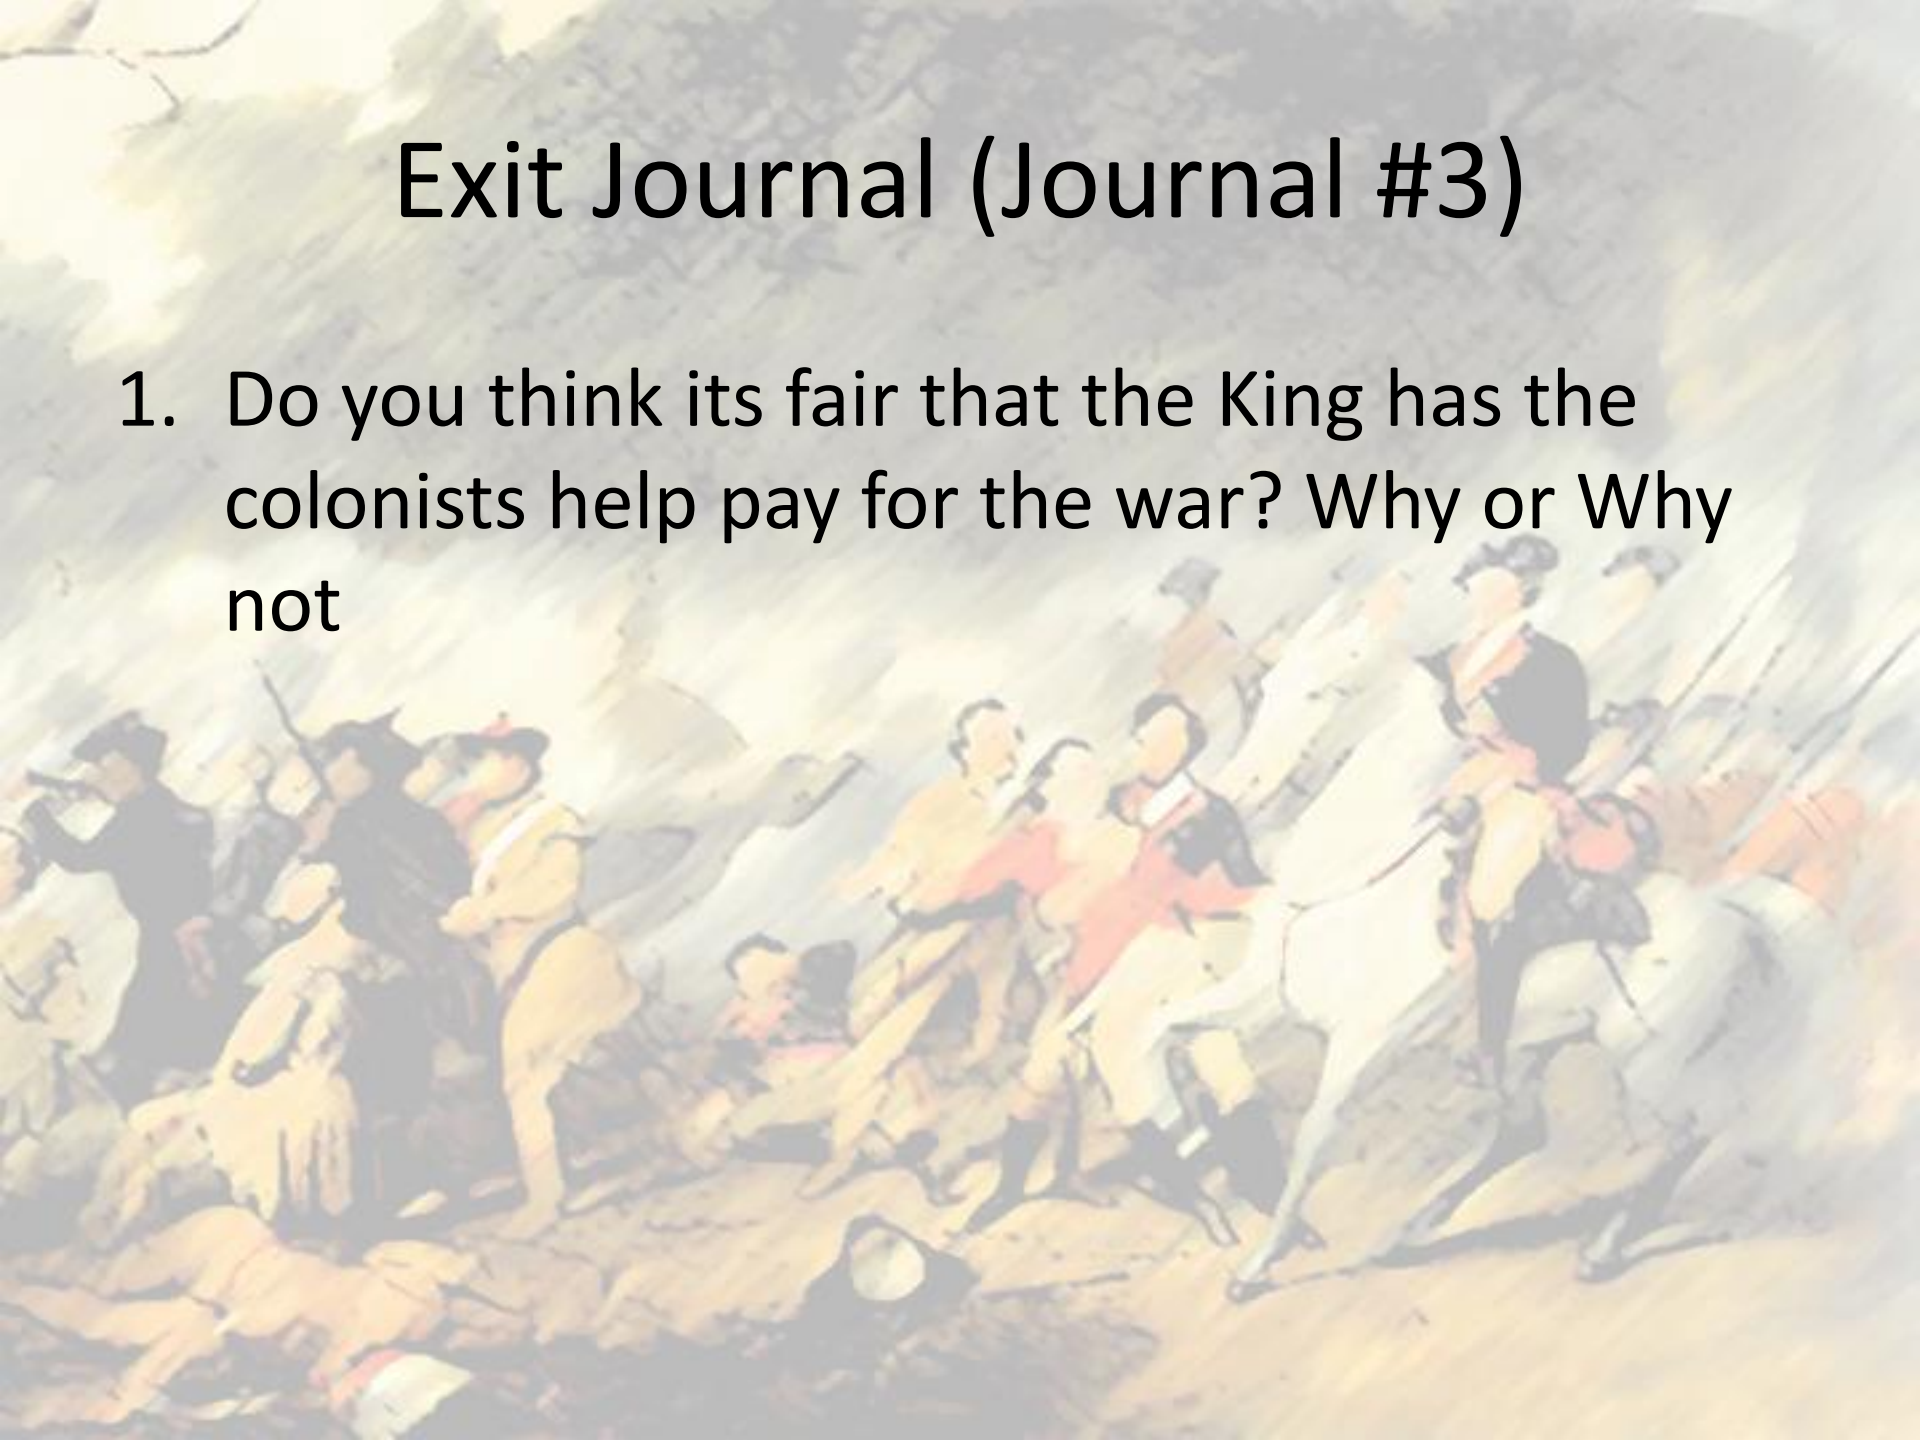 Exit Journal (Journal #3)
1. Do you think its fair that the King has the
colonists help pay for the war? Why or Why
not